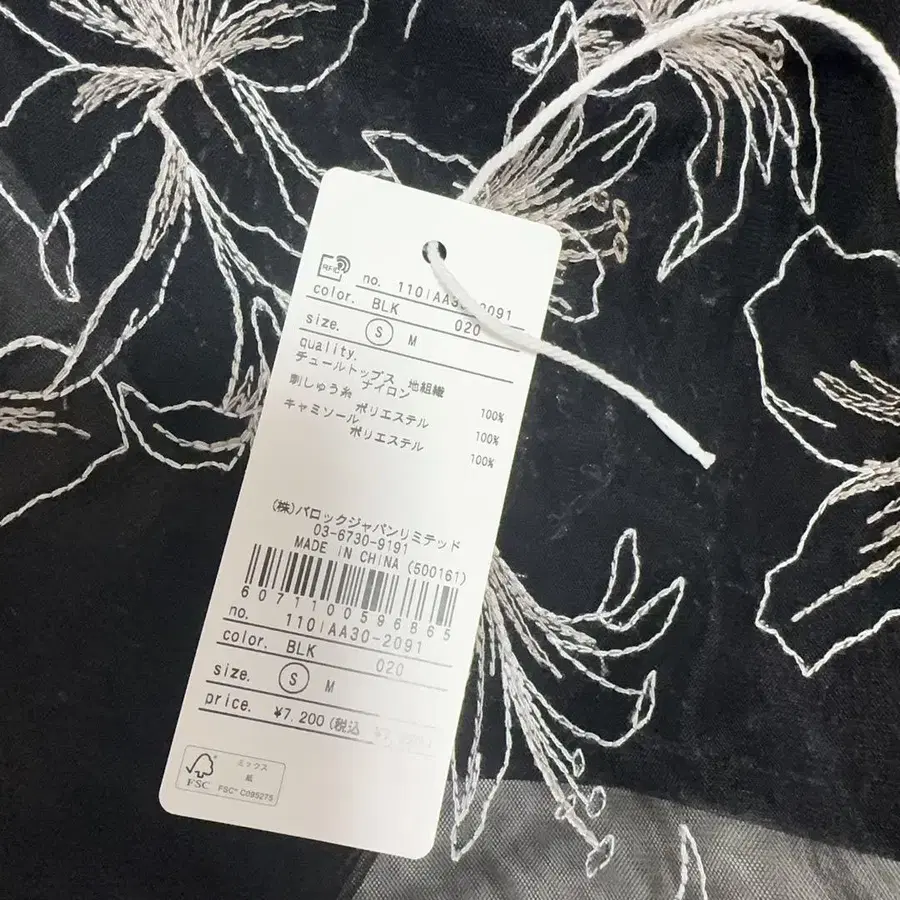 RFID
no. 110IAA30-2091
color. BLK 020
size. S M
quality.
チュールトップス 地組織
ナイロン 100%
刺しゅう糸 ポリエステル 100%
キャミソール
ポリエステル 100%
(株)バロックジャパンリミテッド
03-6730-9191
MADE IN CHINA (500161)
6071100596865
no. 110IAA30-2091
color. BLK 020
size. S M
price. ¥7,200 (税込
FSC
ミックス
紙
FSC® C095275